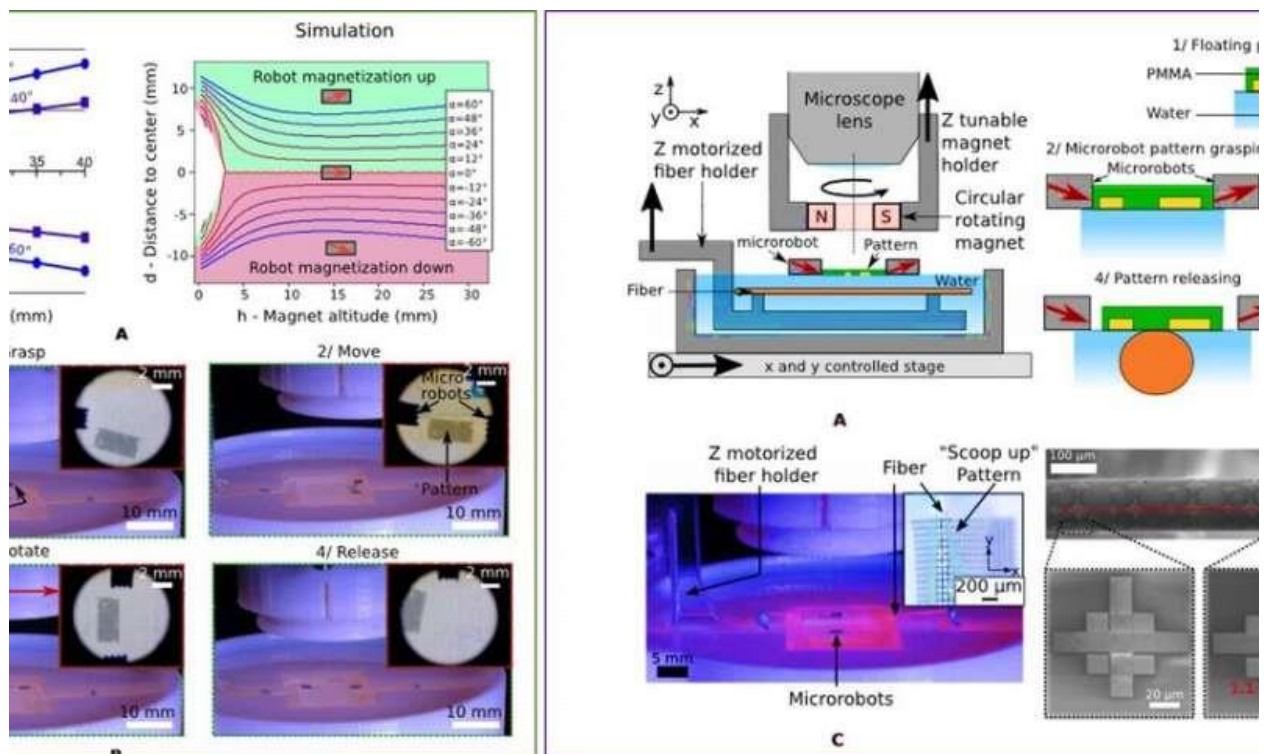 Simulation
Robot magnetization up
Robot magnetization down
d - Distance to center (mm)
10
5
0
-5
-10
α=60°
α=48°
α=36°
α=24°
α=12°
α=0°
α=-12°
α=-24°
α=-36°
α=-48°
α=-60°
0
5
10
15
20
25
30
h - Magnet altitude (mm)
40°
35
40
60°
(mm)
A
rasp
2 mm
10 mm
2/ Move
2 mm
Micro
robots
Pattern
10 mm
otate
2 mm
10 mm
4/ Release
2 mm
10 mm
z
y
x
Microscope
lens
Z tunable
magnet
holder
Z motorized
fiber holder
N
S
Circular
rotating
magnet
microrobot
Pattern
Fiber
Water
x and y controlled stage
A
1/ Floating
PMMA
Water
2/ Microrobot pattern graspin
Microrobots
4/ Pattern releasing
Z motorized
fiber holder
Fiber
"Scoop up"
Pattern
y
x
200 μm
5 mm
Microrobots
100 μm
20 μm
C